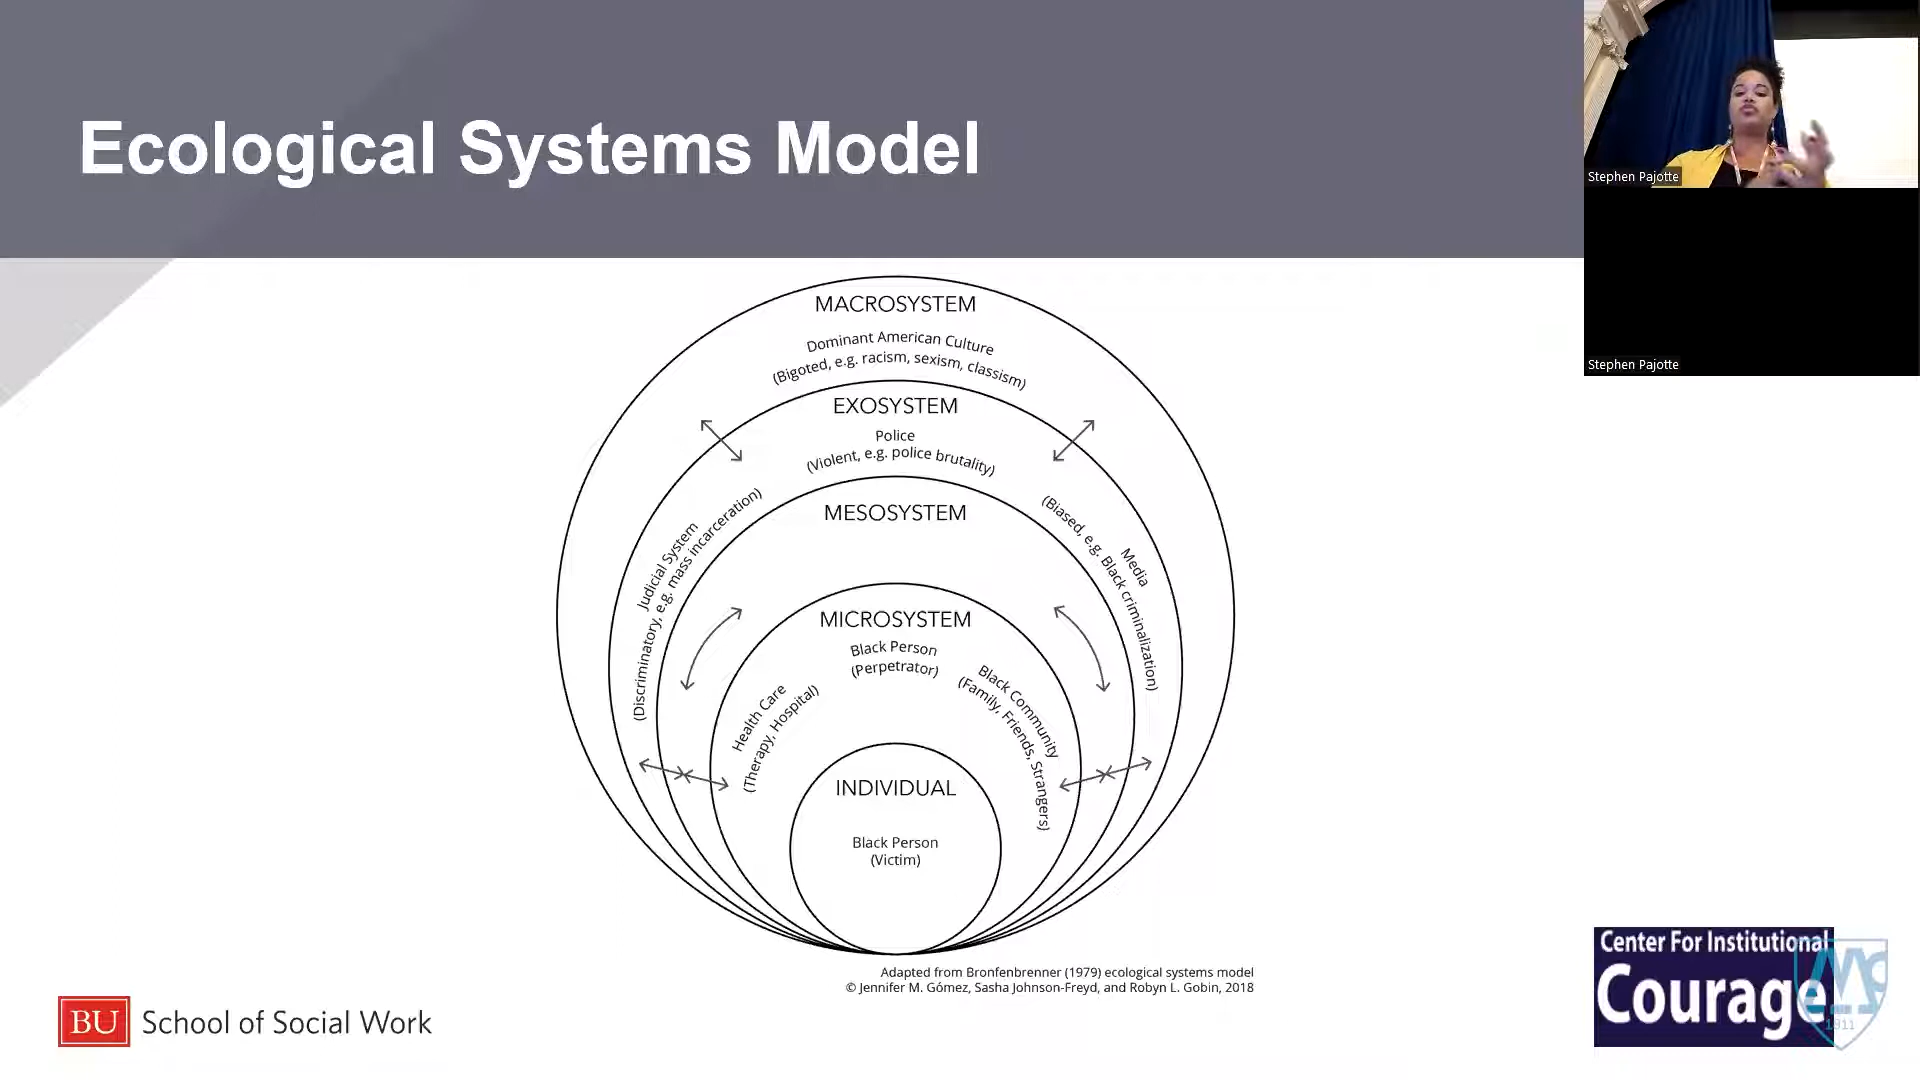 Ecological Systems Model
Stephen Pajotte
Stephen Pajotte
MACROSYSTEM
Dominant American Culture
(Bigoted, e.g. racism, sexism, classism)
EXOSYSTEM
Police
(Violent, e.g. police brutality)
Judicial System
(Discriminatory, e.g. mass incarceration)
Media
(Biased, e.g. Black criminalization)
MESOSYSTEM
MICROSYSTEM
Black Person
(Perpetrator)
Health Care
(Therapy, Hospital)
Black Community
(Family, Friends, Strangers)
INDIVIDUAL
Black Person
(Victim)
Adapted from Bronfenbrenner (1979) ecological systems model
© Jennifer M. Gómez, Sasha Johnson-Freyd, and Robyn L. Gobin, 2018
BU School of Social Work
Center For Institutional
Courage
1811